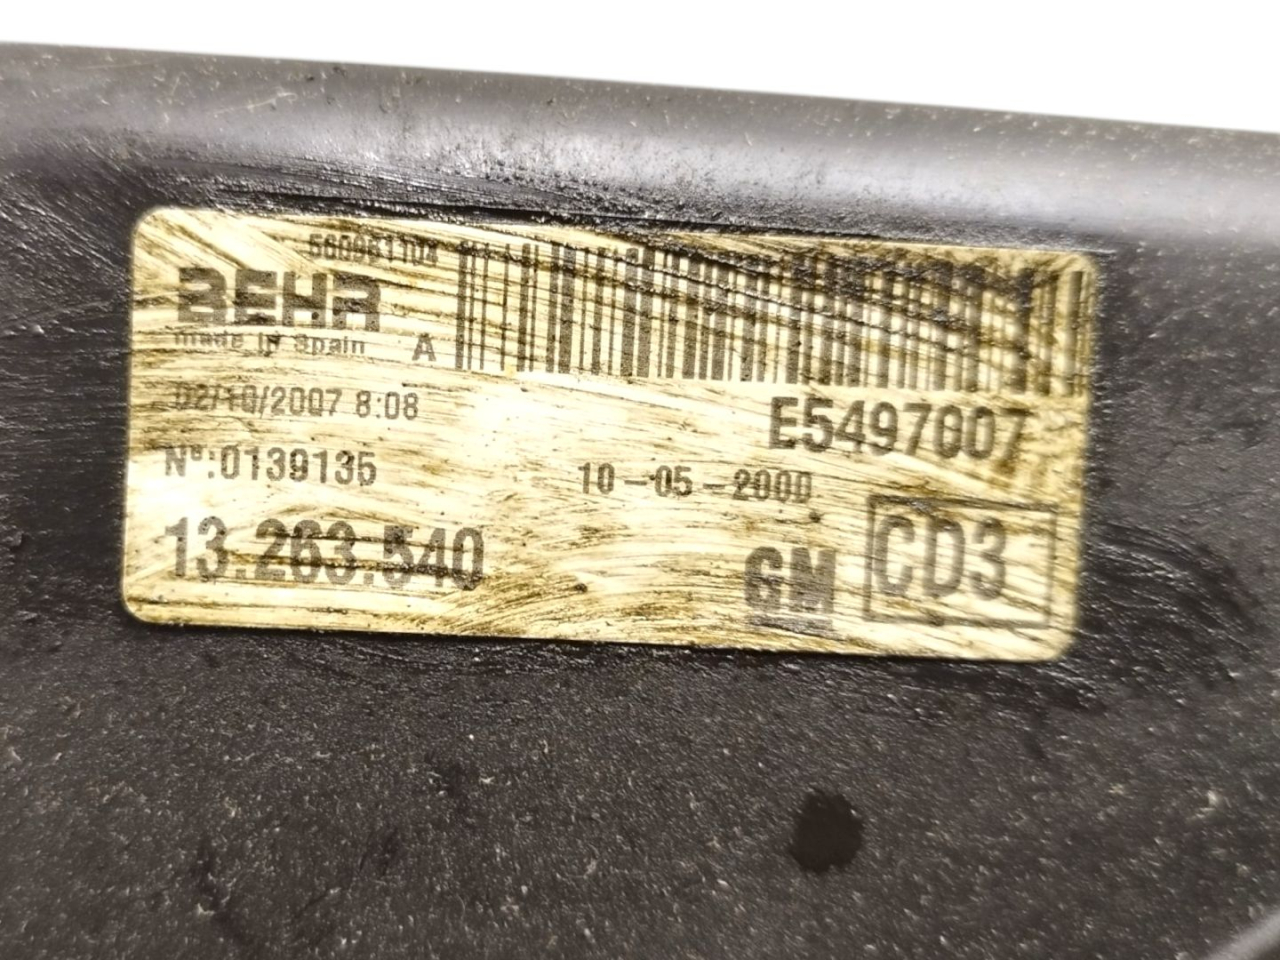 560961104
BEHR
made in Spain A
02/10/2007 8:08
E5497007
Nº:0139135
10-05-2000
13.263.540
GM
CD3